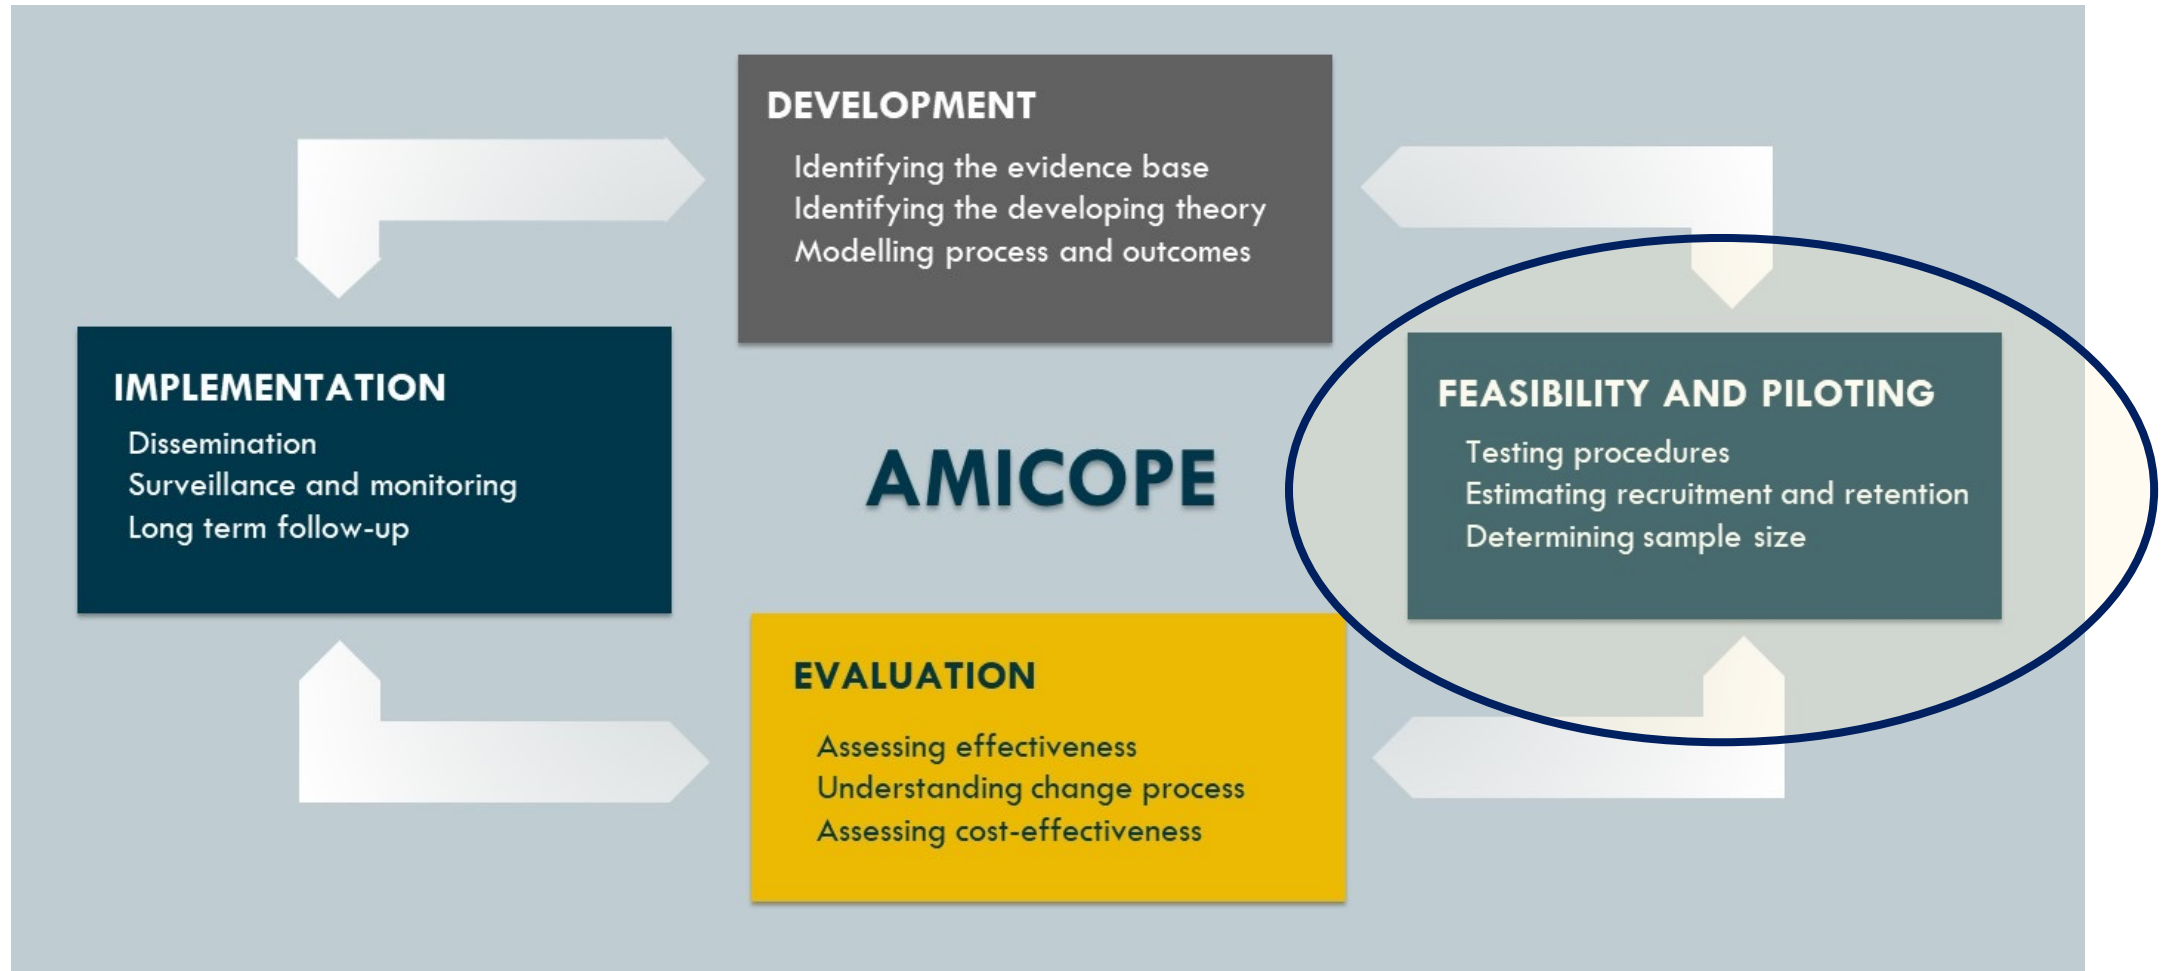 DEVELOPMENT
Identifying the evidence base
Identifying the developing theory
Modelling process and outcomes
IMPLEMENTATION
Dissemination
Surveillance and monitoring
Long term follow-up
AMICOPE
FEASIBILITY AND PILOTING
Testing procedures
Estimating recruitment and retention
Determining sample size
EVALUATION
Assessing effectiveness
Understanding change process
Assessing cost-effectiveness